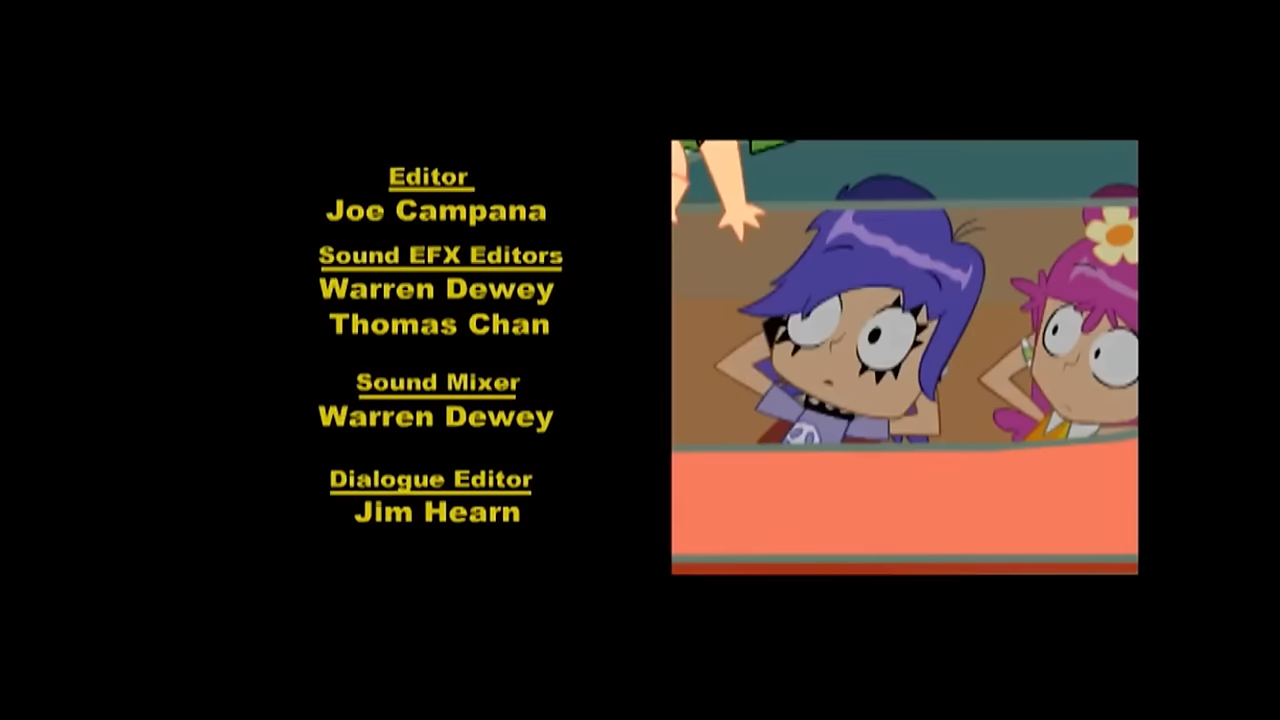 Editor
Joe Campana
Sound EFX Editors
Warren Dewey
Thomas Chan
Sound Mixer
Warren Dewey
Dialogue Editor
Jim Hearn